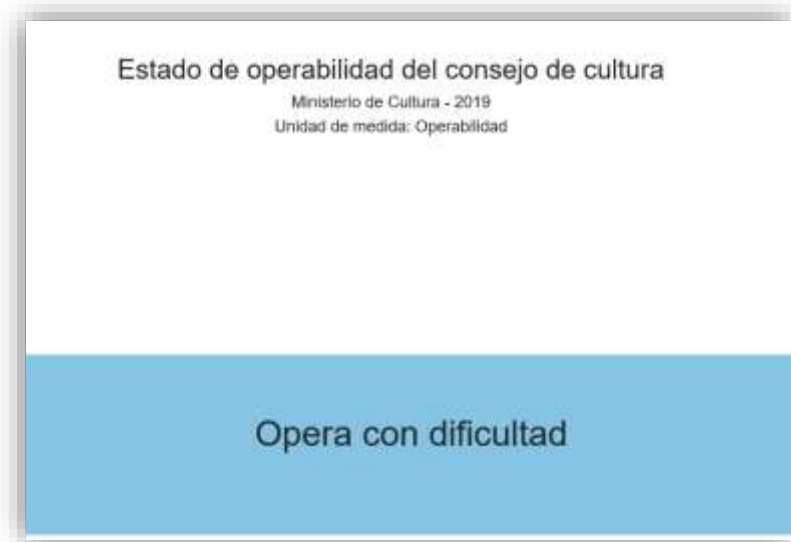 Estado de operabilidad del consejo de cultura
Ministerio de Cultura - 2019
Unidad de medida: Operabilidad
Opera con dificultad